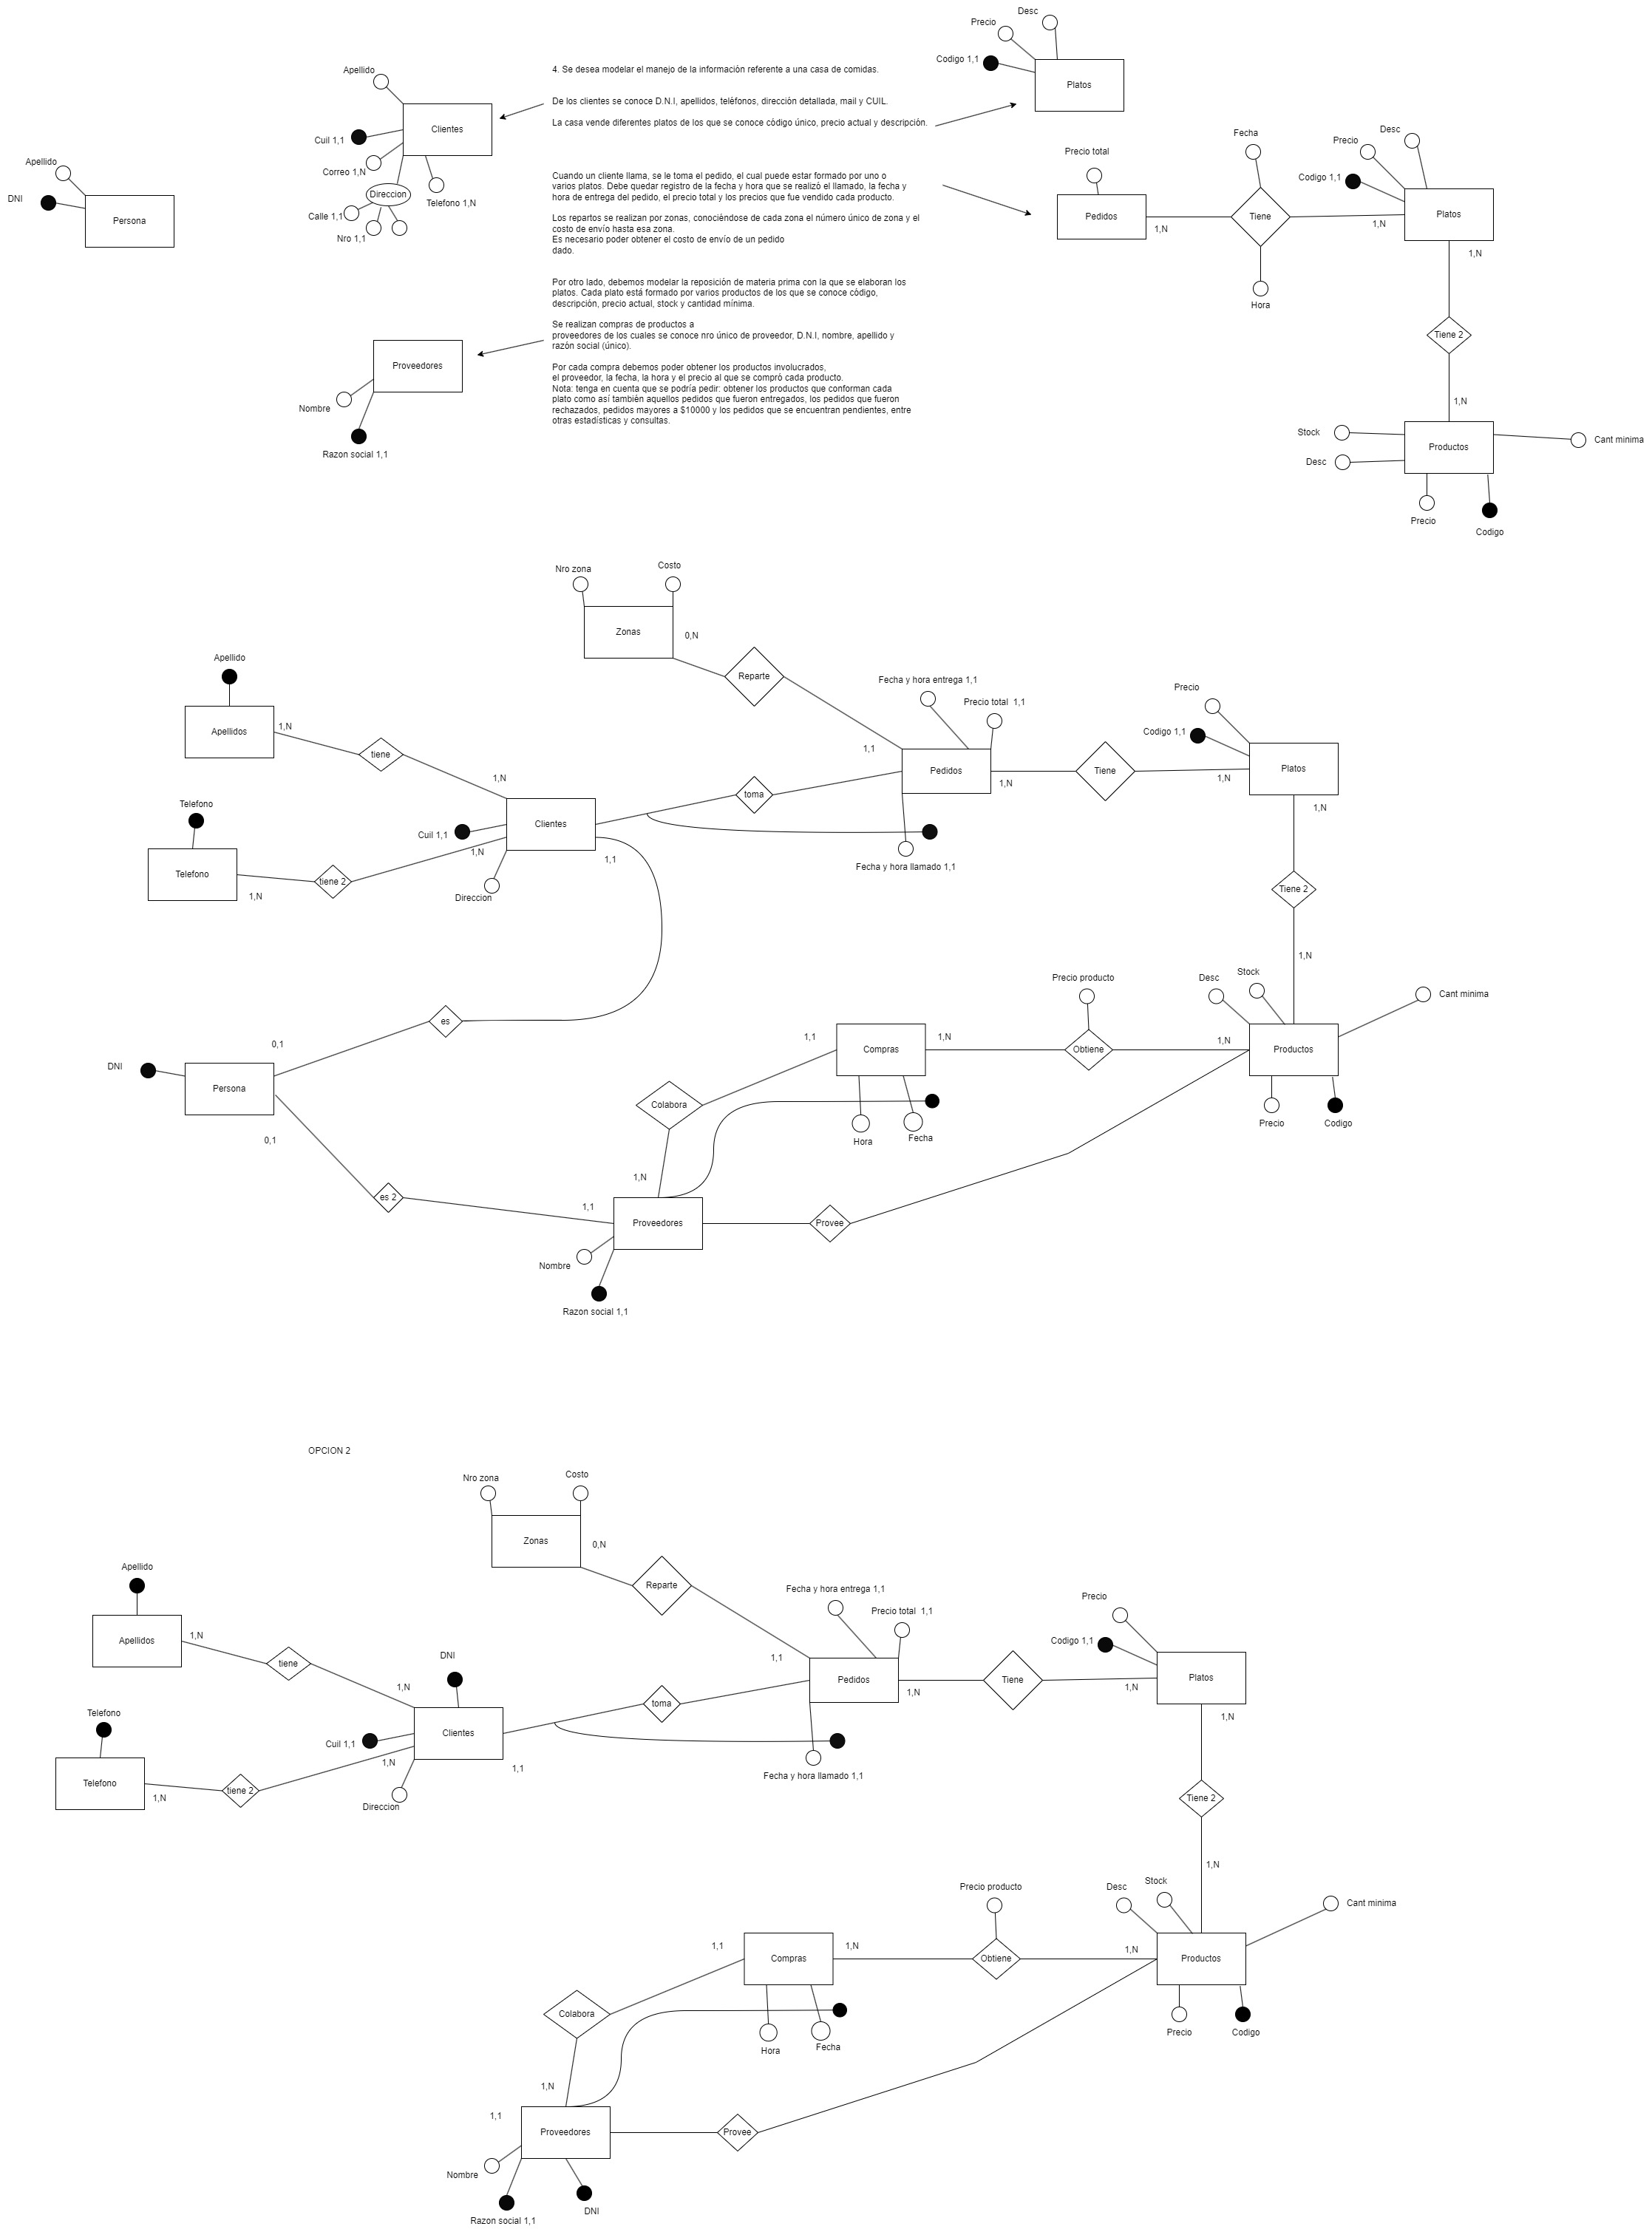 Desc
Precio
Codigo 1,1
Platos
Apellido
Clientes
Cuil 1,1
Correo 1,N
Direccion
Calle 1,1
Telefono 1,N
Nro 1,1
Apellido
DNI
Persona
4. Se desea modelar el manejo de la información referente a una casa de comidas.
De los clientes se conoce D.N.I, apellidos, teléfonos, dirección detallada, mail y CUIL.
La casa vende diferentes platos de los que se conoce código único, precio actual y descripción.
Cuando un cliente llama, se le toma el pedido, el cual puede estar formado por uno o
varios platos. Debe quedar registro de la fecha y hora que se realizó el llamado, la fecha y
hora de entrega del pedido, el precio total y los precios que fue vendido cada producto.
Los repartos se realizan por zonas, conociéndose de cada zona el número único de zona y el
costo de envío hasta esa zona.
Es necesario poder obtener el costo de envío de un pedido
dado.
Por otro lado, debemos modelar la reposición de materia prima con la que se elaboran los
platos. Cada plato está formado por varios productos de los que se conoce código,
descripción, precio actual, stock y cantidad mínima.
Se realizan compras de productos a
proveedores de los cuales se conoce nro único de proveedor, D.N.I, nombre, apellido y
razón social (único).
Por cada compra debemos poder obtener los productos involucrados,
el proveedor, la fecha, la hora y el precio al que se compró cada producto.
Nota: tenga en cuenta que se podría pedir: obtener los productos que conforman cada
plato como así también aquellos pedidos que fueron entregados, los pedidos que fueron
rechazados, pedidos mayores a $10000 y los pedidos que se encuentran pendientes, entre
otras estadísticas y consultas.
Proveedores
Nombre
Razon social 1,1
Precio total
Pedidos
1,N
Fecha
Tiene
Hora
Desc
Precio
Codigo 1,1
Platos
1,N
1,N
Tiene 2
1,N
Stock
Desc
Productos
Cant minima
Precio
Codigo
Nro zona
Costo
Zonas
0,N
Reparte
Apellido
Apellidos
1,N
tiene
1,N
Telefono
Telefono
1,N
tiene 2
Cuil 1,1
1,N
Clientes
1,1
Direccion
toma
Fecha y hora entrega 1,1
Precio total  1,1
1,1
Pedidos
1,N
Fecha y hora llamado 1,1
Tiene
Precio
Codigo 1,1
1,N
Platos
1,N
Tiene 2
1,N
es
0,1
DNI
Persona
0,1
es 2
1,1
Colabora
1,1
Compras
1,N
Hora
Fecha
Precio producto
Obtiene
1,N
Desc
Stock
Cant minima
Productos
Precio
Codigo
1,N
Proveedores
Provee
Nombre
Razon social 1,1
OPCION 2
Nro zona
Costo
Zonas
0,N
Reparte
Apellido
Apellidos
1,N
tiene
1,N
Telefono
Telefono
1,N
tiene 2
DNI
Cuil 1,1
1,N
Clientes
1,1
Direccion
toma
Fecha y hora entrega 1,1
Precio total  1,1
1,1
Pedidos
1,N
Fecha y hora llamado 1,1
Tiene
Precio
Codigo 1,1
1,N
Platos
1,N
Tiene 2
1,N
Colabora
1,1
Compras
1,N
Hora
Fecha
Precio producto
Obtiene
1,N
Desc
Stock
Cant minima
Productos
Precio
Codigo
1,N
1,1
Proveedores
Provee
Nombre
Razon social 1,1
DNI